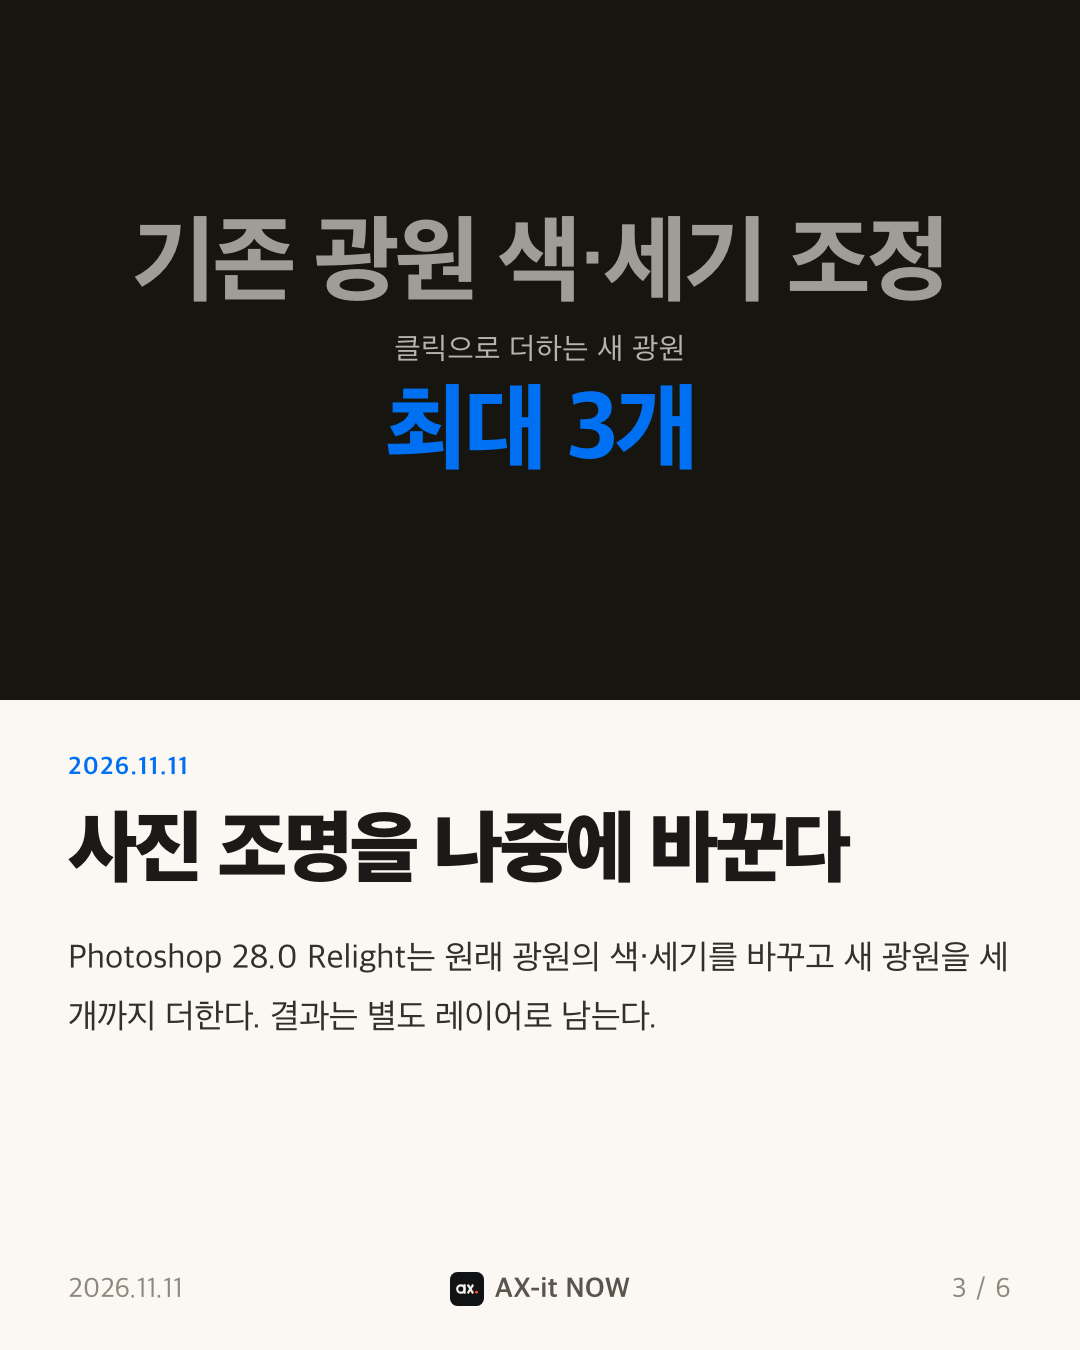 기존 광원 색·세기 조정
클릭으로 더하는 새 광원
최대 3개
2026.11.11
사진 조명을 나중에 바꾼다
Photoshop 28.0 Relight는 원래 광원의 색·세기를 바꾸고 새 광원을 세
개까지 더한다. 결과는 별도 레이어로 남는다.
2026.11.11
ax.
AX-it NOW
3 / 6